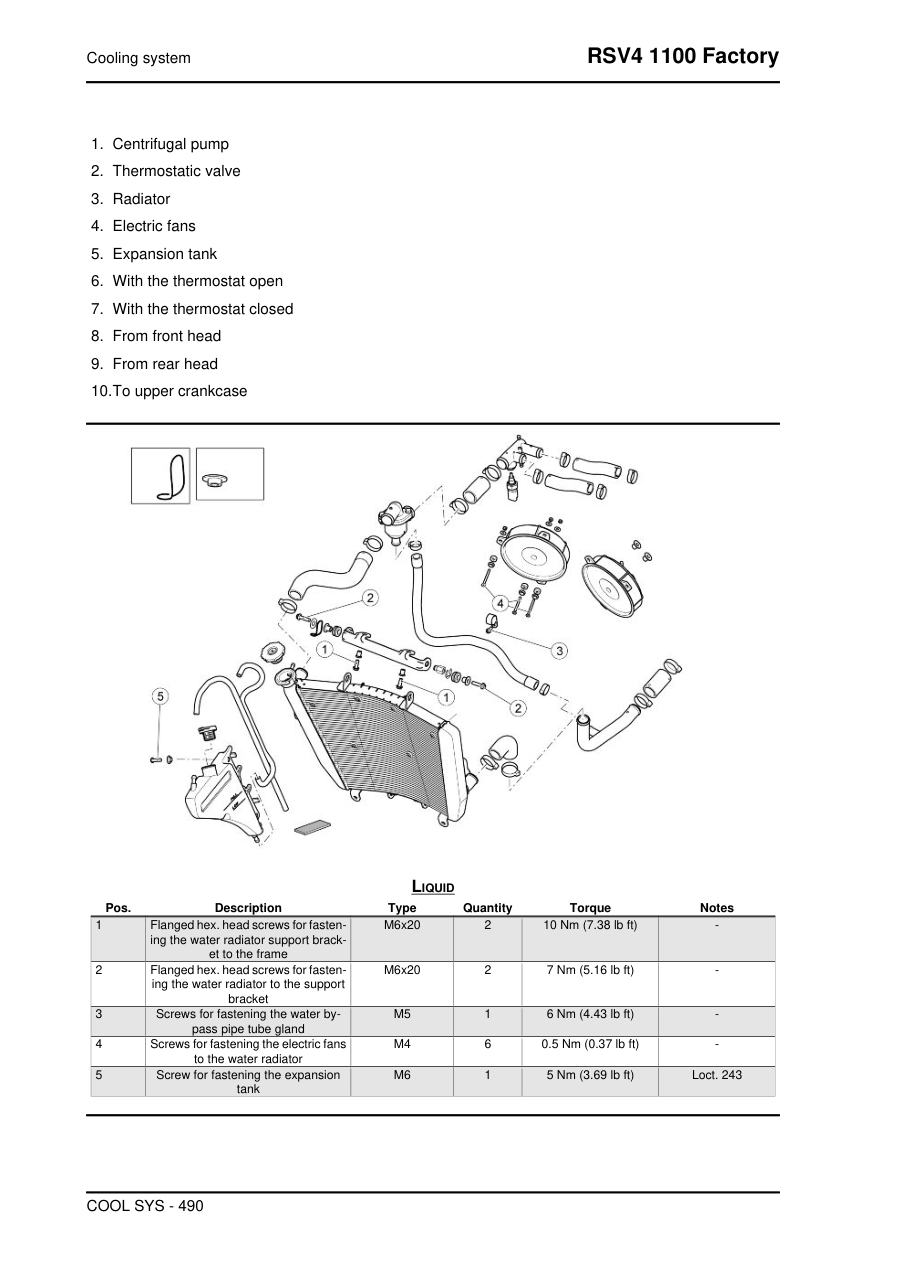 Cooling system RSV4 1100 Factory
1. Centrifugal pump
2. Thermostatic valve
3. Radiator
4. Electric fans
5. Expansion tank
6. With the thermostat open
7. With the thermostat closed
8. From front head
9. From rear head
10.To upper crankcase
2
4
3
1
1
2
5
LIQUID
Pos. Description Type Quantity Torque Notes
1 Flanged hex. head screws for fasten- M6x20 2 10 Nm (7.38 lb ft) -
ing the water radiator support brack-
et to the frame
2 Flanged hex. head screws for fasten- M6x20 2 7 Nm (5.16 lb ft) -
ing the water radiator to the support
bracket
3 Screws for fastening the water by- M5 1 6 Nm (4.43 lb ft) -
pass pipe tube gland
4 Screws for fastening the electric fans M4 6 0.5 Nm (0.37 lb ft) -
to the water radiator
5 Screw for fastening the expansion M6 1 5 Nm (3.69 lb ft) Loct. 243
tank
COOL SYS - 490